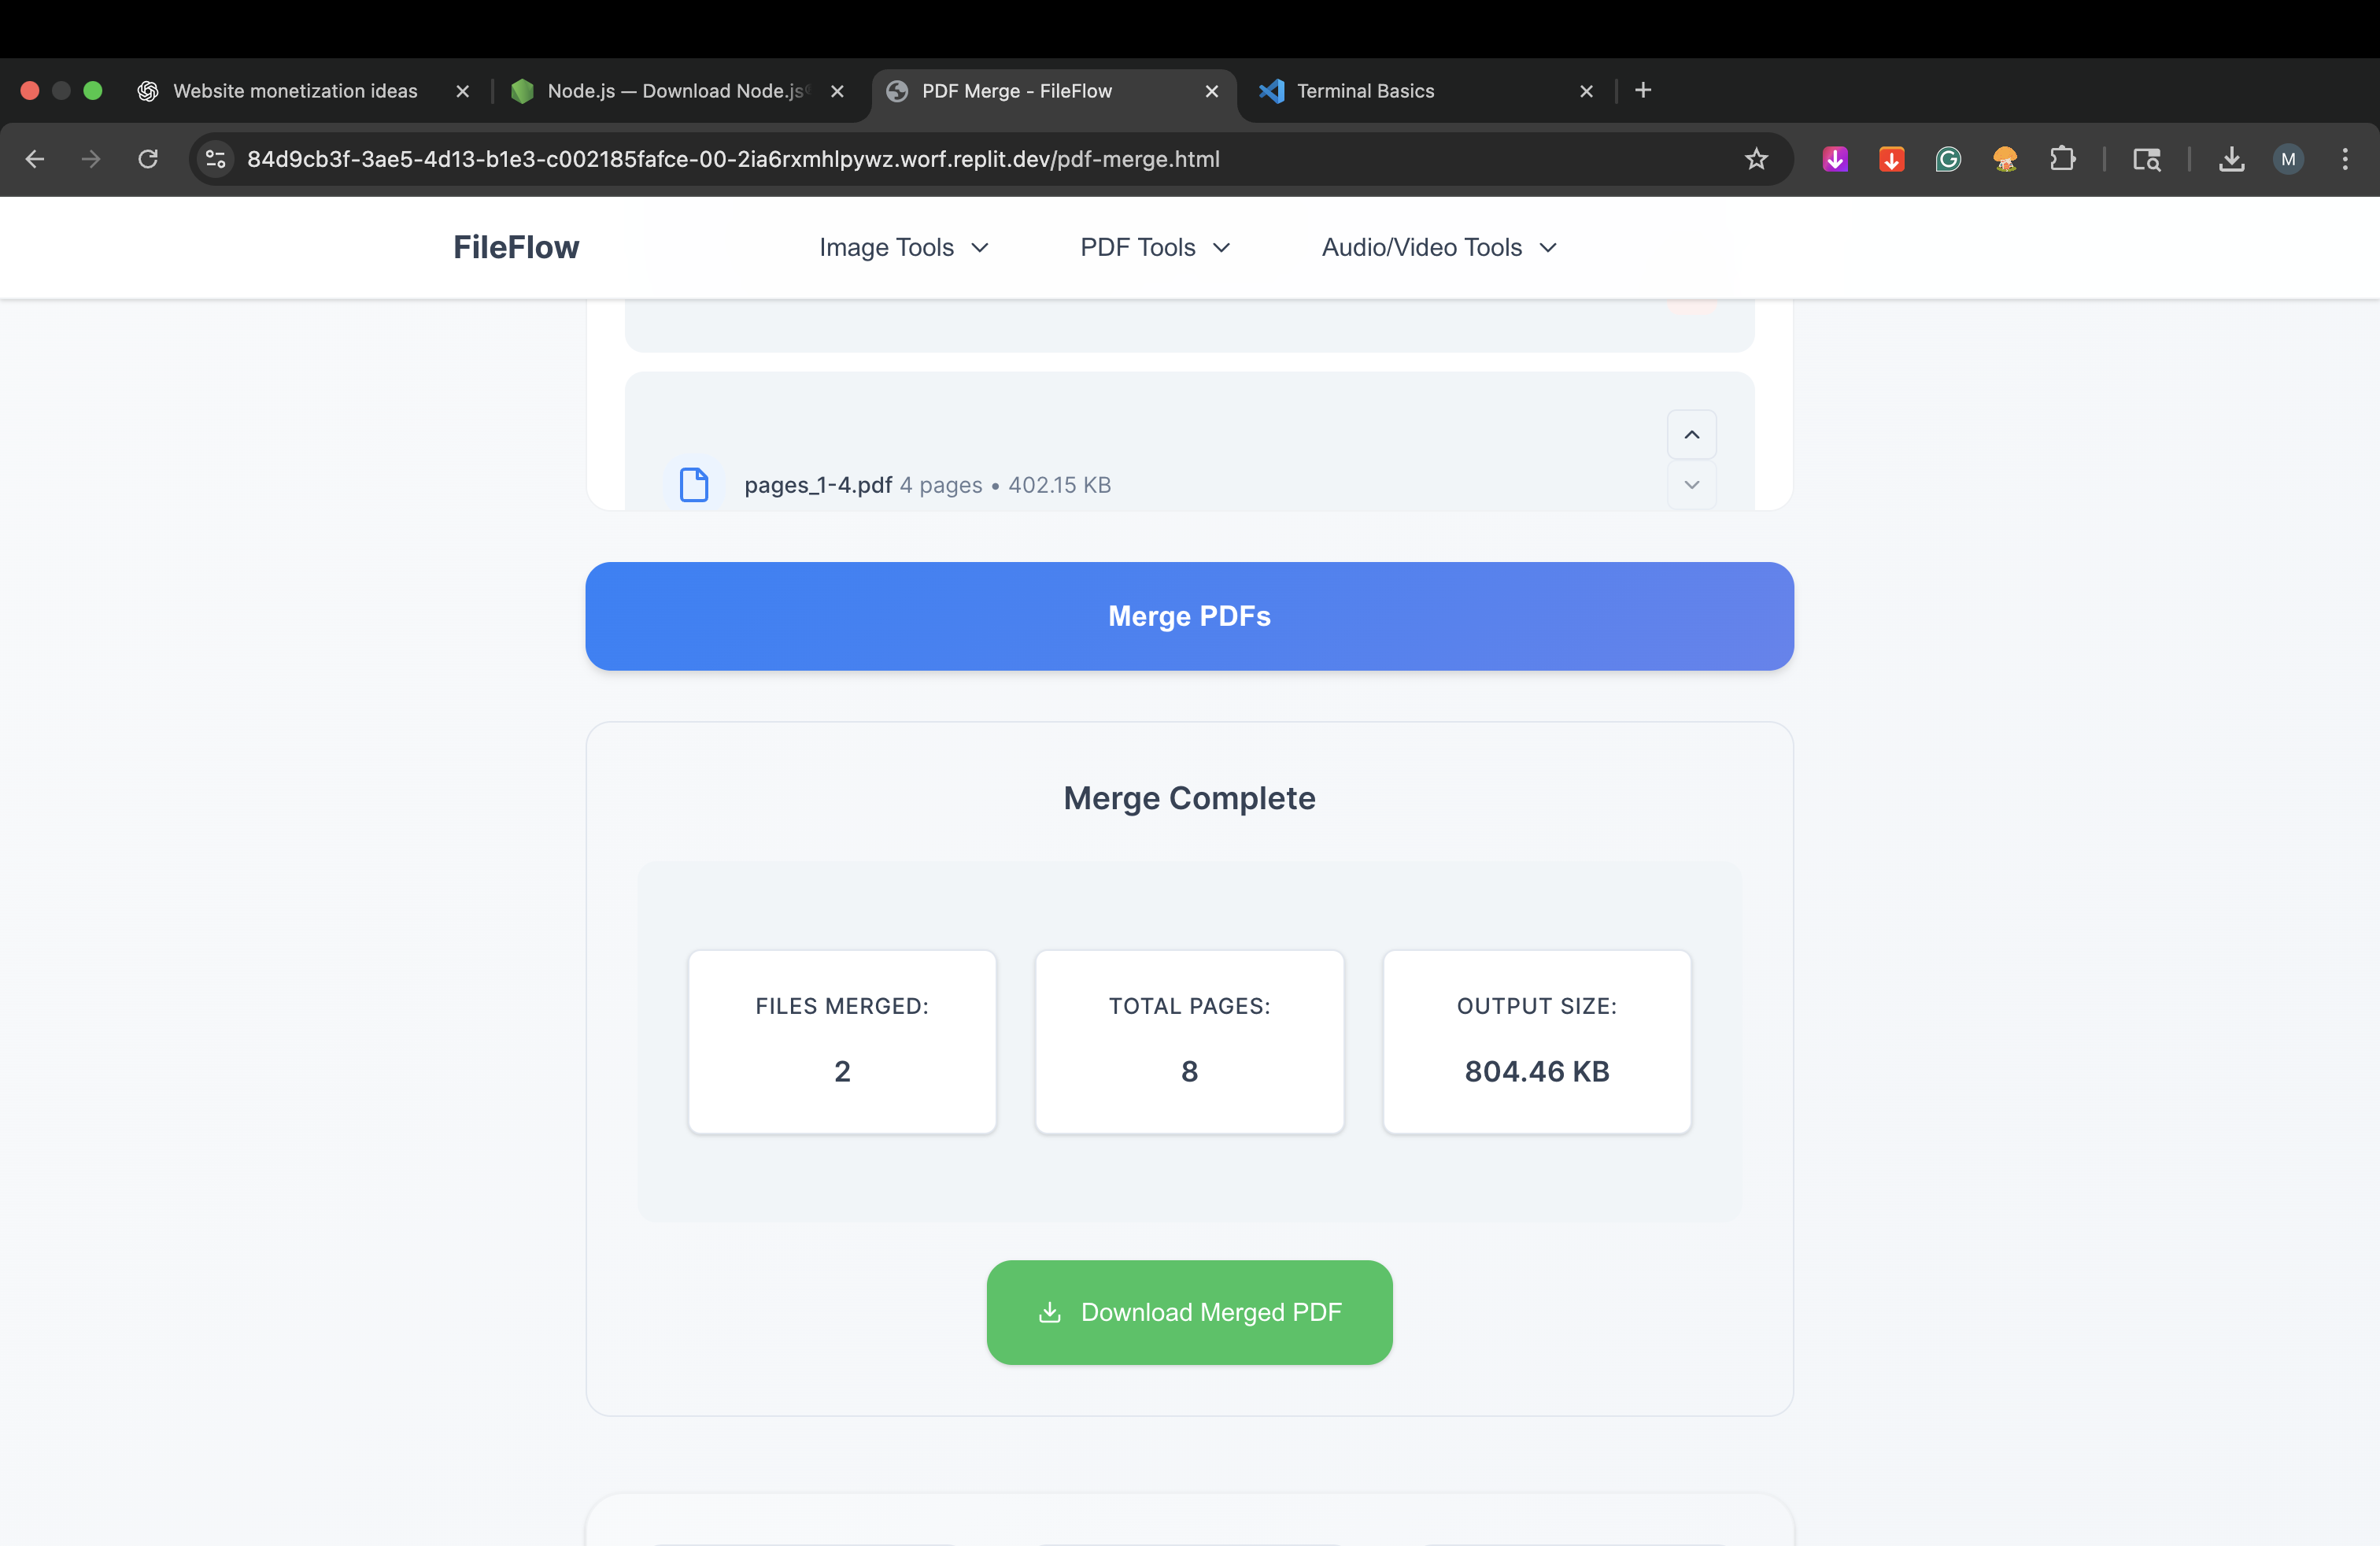 Website monetization ideas
Node.js — Download Node.js
PDF Merge - FileFlow
Terminal Basics
84d9cb3f-3ae5-4d13-b1e3-c002185fafce-00-2ia6rxmhlpywz.worf.replit.dev/pdf-merge.html
M
FileFlow
Image Tools
PDF Tools
Audio/Video Tools
pages_1-4.pdf 4 pages • 402.15 KB
Merge PDFs
Merge Complete
FILES MERGED:
2
TOTAL PAGES:
8
OUTPUT SIZE:
804.46 KB
Download Merged PDF